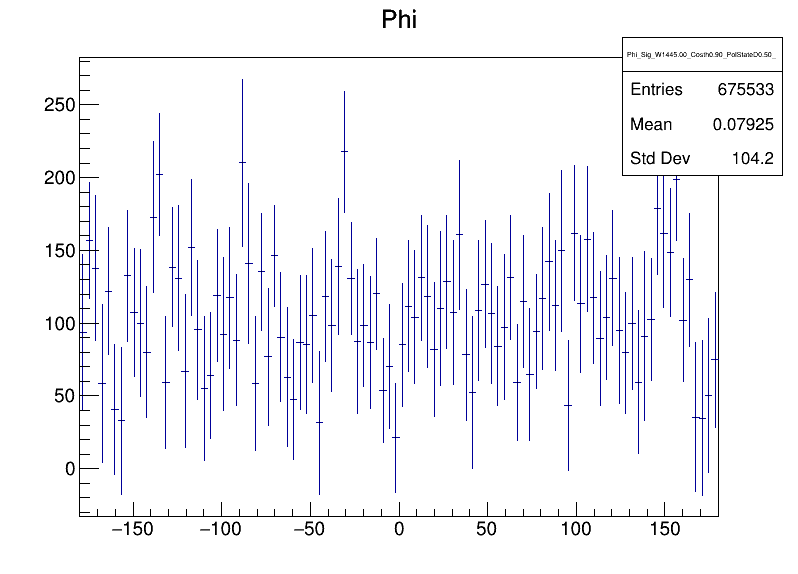 Phi
Phi_Sig_W1445.00_Costh0.90_PolStateD0.50_
Entries 675533
Mean 0.07925
Std Dev 104.2
250
200
150
100
50
0
−150 −100 −50 0 50 100 150